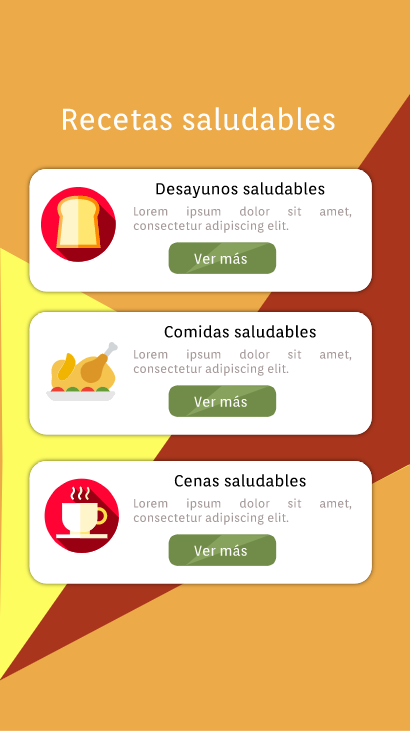 Recetas saludables
Desayunos saludables
Lorem ipsum dolor sit amet,
consectetur adipiscing elit.
Ver más
Comidas saludables
Lorem ipsum dolor sit amet,
consectetur adipiscing elit.
Ver más
Cenas saludables
Lorem ipsum dolor sit amet,
consectetur adipiscing elit.
Ver más